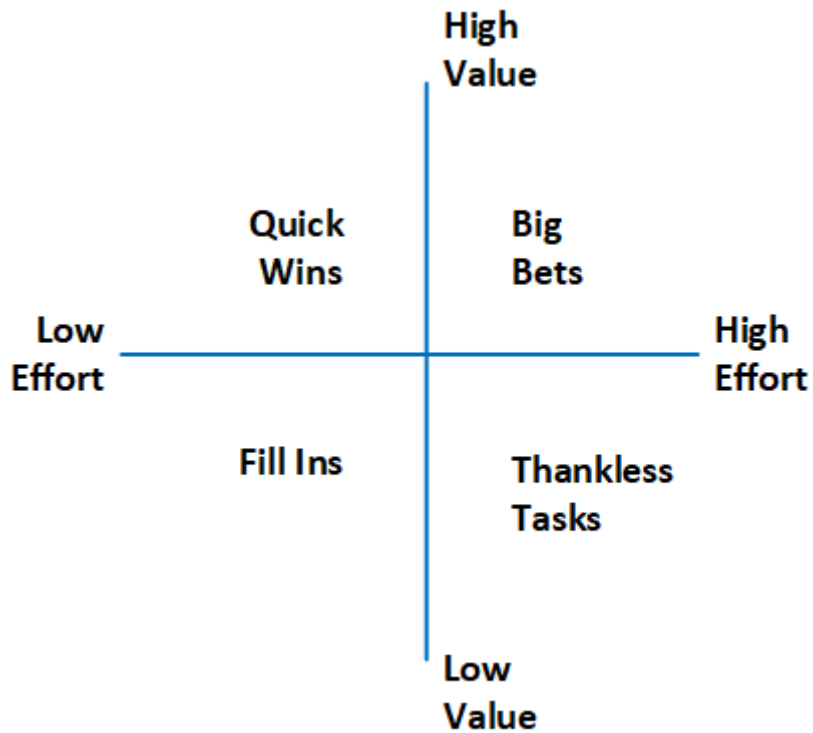 High
Value
Quick
Wins
Big
Bets
Low
Effort
High
Effort
Fill Ins
Thankless
Tasks
Low
Value